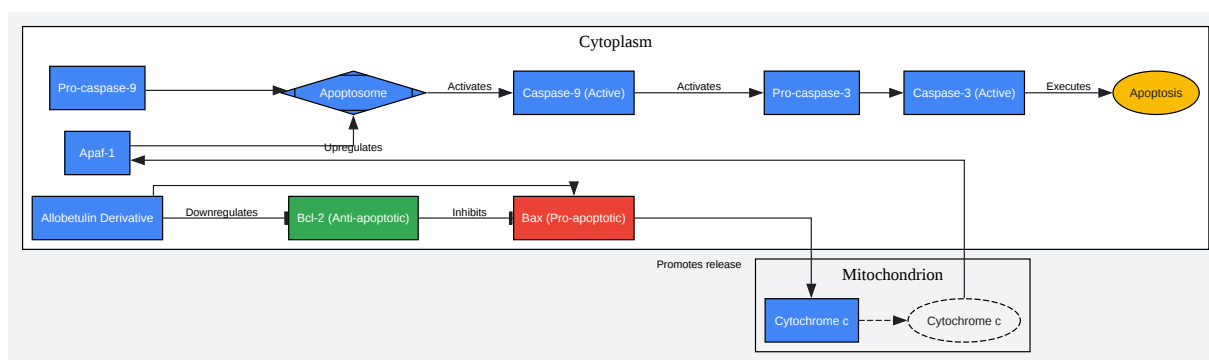 Cytoplasm
Pro-caspase-9
Apoptosome
Activates
Caspase-9 (Active)
Activates
Pro-caspase-3
Caspase-3 (Active)
Executes
Apoptosis
Apaf-1
Upregulates
Allobetulin Derivative
Downregulates
Bcl-2 (Anti-apoptotic)
Inhibits
Bax (Pro-apoptotic)
Promotes release
Mitochondrion
Cytochrome c
Cytochrome c